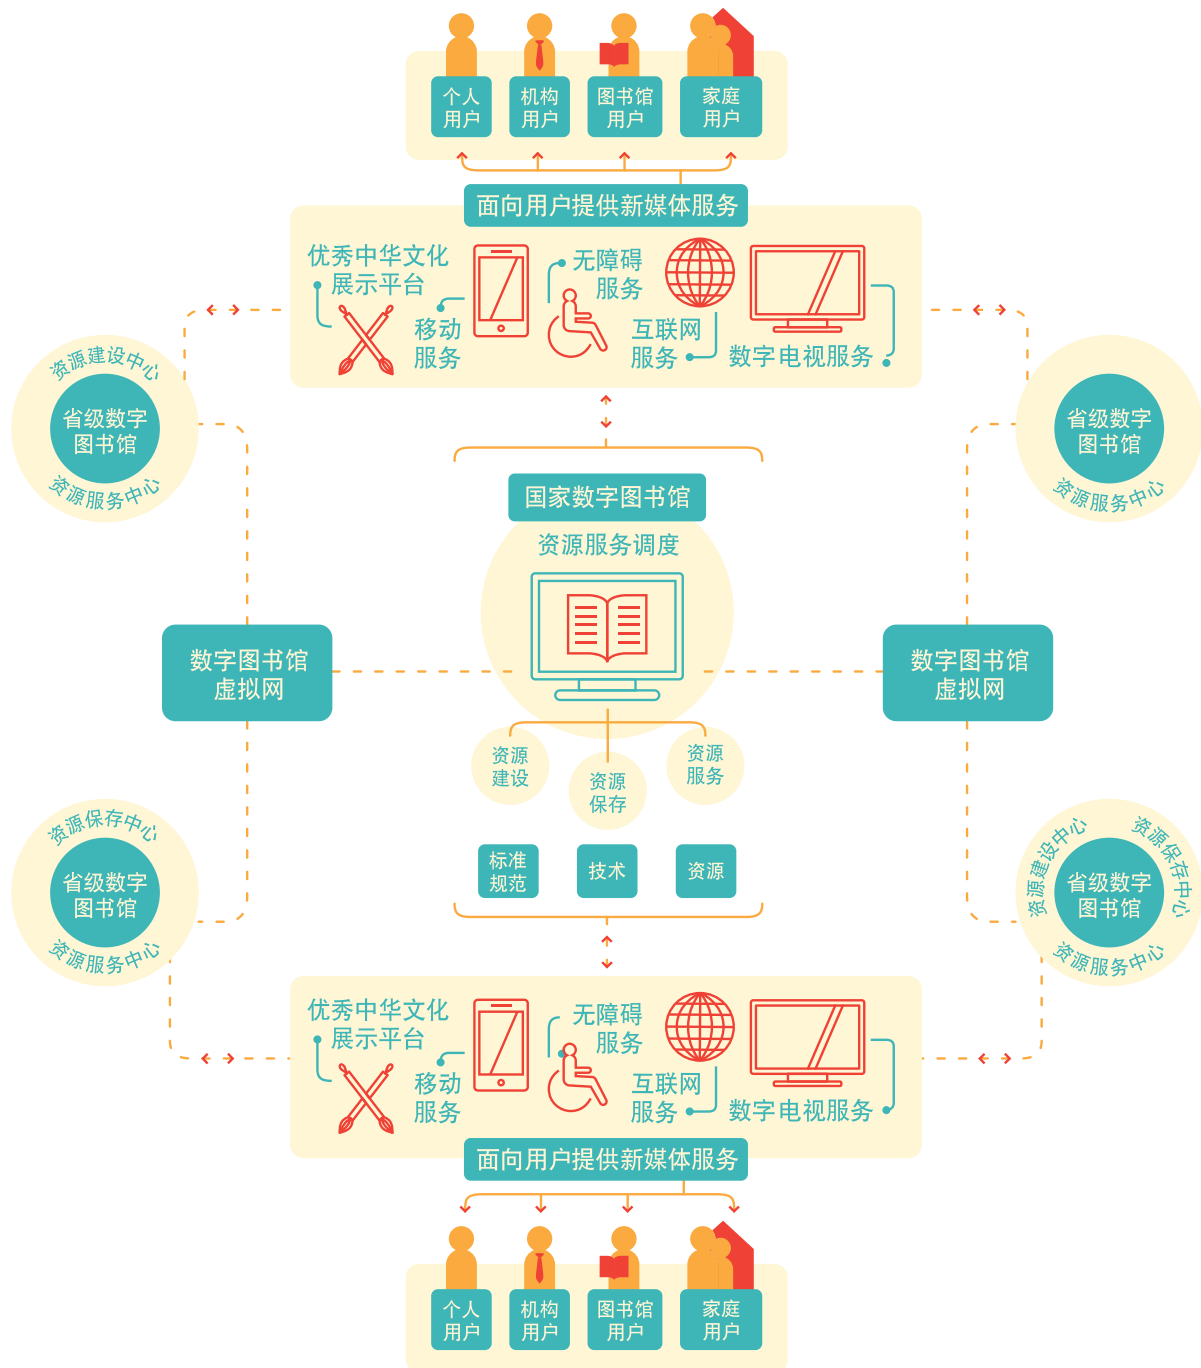 个人
用户
机构
用户
图书馆
用户
家庭
用户
面向用户提供新媒体服务
优秀中华文化
展示平台
移动
服务
无障碍
服务
互联网
服务
数字电视服务
资源建设中心
省级数字
图书馆
资源服务中心
省级数字
图书馆
资源服务中心
国家数字图书馆
资源服务调度
数字图书馆
虚拟网
数字图书馆
虚拟网
资源
建设
资源
保存
资源
服务
标准
规范
技术
资源
资源保存中心
省级数字
图书馆
资源服务中心
资源建设中心
资源保存中心
省级数字
图书馆
资源服务中心
优秀中华文化
展示平台
移动
服务
无障碍
服务
互联网
服务
数字电视服务
面向用户提供新媒体服务
个人
用户
机构
用户
图书馆
用户
家庭
用户